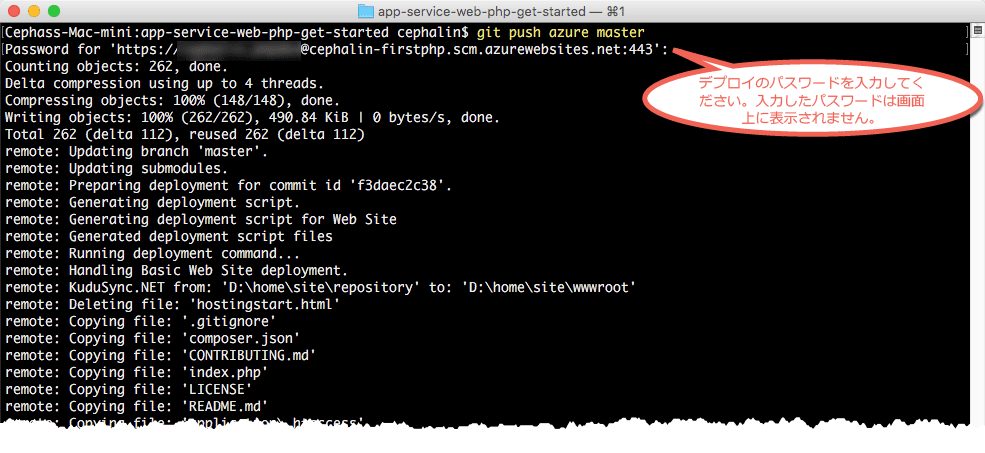 app-service-web-php-get-started — ⌘1
[Cephass-Mac-mini:app-service-web-php-get-started cephalin$ git push azure master ]
[Password for 'https:// @cephalin-firstphp.scm.azurewebsites.net:443': ]
デプロイのパスワードを入力してく
ださい。入力したパスワードは画面
上に表示されません。
Counting objects: 262, done.
Delta compression using up to 4 threads.
Compressing objects: 100% (148/148), done.
Writing objects: 100% (262/262), 490.84 KiB | 0 bytes/s, done.
Total 262 (delta 112), reused 262 (delta 112)
remote: Updating branch 'master'.
remote: Updating submodules.
remote: Preparing deployment for commit id 'f3daec2c38'.
remote: Generating deployment script.
remote: Generating deployment script for Web Site
remote: Generated deployment script files
remote: Running deployment command...
remote: Handling Basic Web Site deployment.
remote: KuduSync.NET from: 'D:\home\site\repository' to: 'D:\home\site\wwwroot'
remote: Deleting file: 'hostingstart.html'
remote: Copying file: '.gitignore'
remote: Copying file: 'composer.json'
remote: Copying file: 'CONTRIBUTING.md'
remote: Copying file: 'index.php'
remote: Copying file: 'LICENSE'
remote: Copying file: 'README.md'
remote: Copying file: